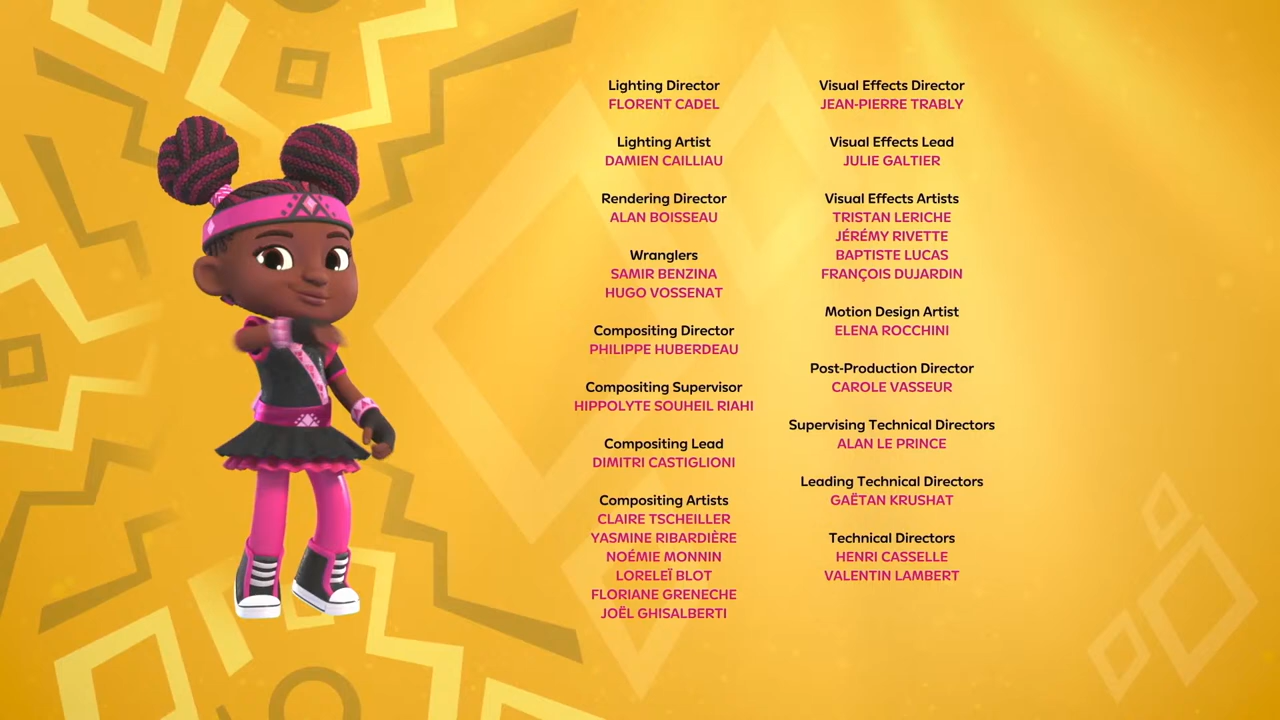 Lighting Director
FLORENT CADEL
Lighting Artist
DAMIEN CAILLIAU
Rendering Director
ALAN BOISSEAU
Wranglers
SAMIR BENZINA
HUGO VOSSENAT
Compositing Director
PHILIPPE HUBERDEAU
Compositing Supervisor
HIPPOLYTE SOUHEIL RIAHI
Compositing Lead
DIMITRI CASTIGLIONI
Compositing Artists
CLAIRE TSCHEILLER
YASMINE RIBARDIÈRE
NOÉMIE MONNIN
LORELEÏ BLOT
FLORIANE GRENECHE
JOËL GHISALBERTI
Visual Effects Director
JEAN-PIERRE TRABLY
Visual Effects Lead
JULIE GALTIER
Visual Effects Artists
TRISTAN LERICHE
JÉRÉMY RIVETTE
BAPTISTE LUCAS
FRANÇOIS DUJARDIN
Motion Design Artist
ELENA ROCCHINI
Post-Production Director
CAROLE VASSEUR
Supervising Technical Directors
ALAN LE PRINCE
Leading Technical Directors
GAËTAN KRUSHAT
Technical Directors
HENRI CASSELLE
VALENTIN LAMBERT